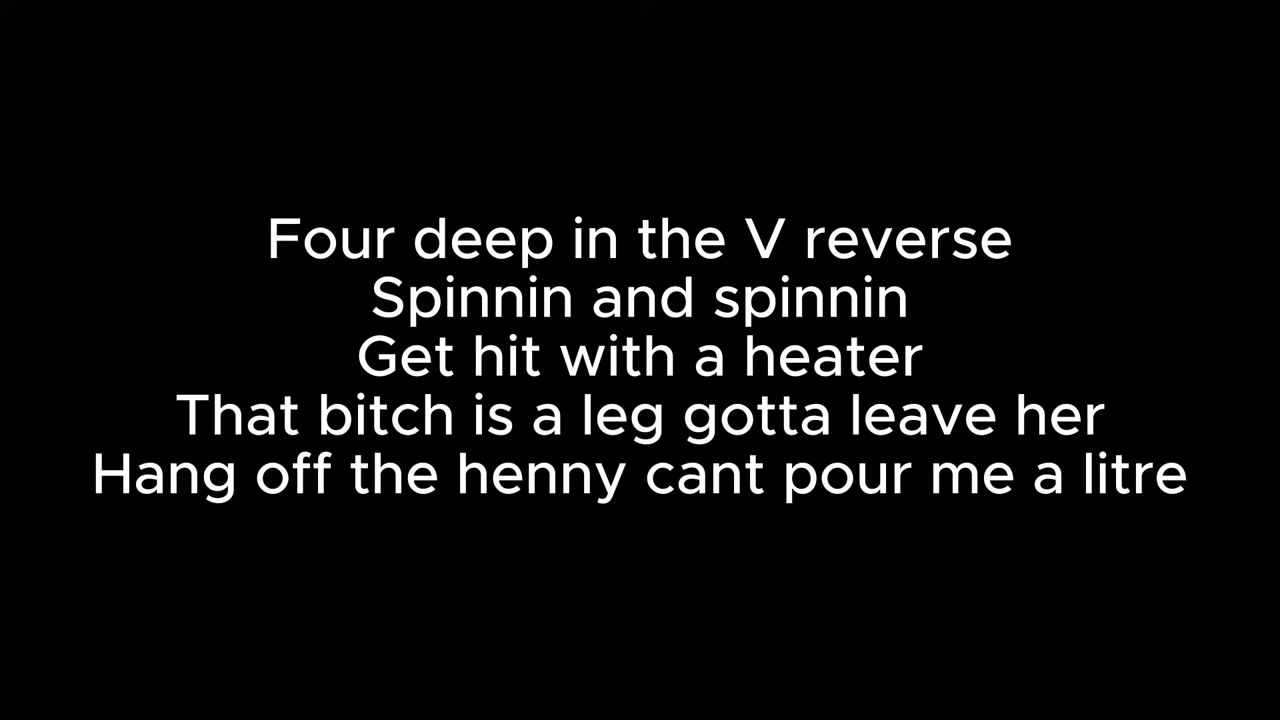 Four deep in the V reverse
Spinnin and spinnin
Get hit with a heater
That bitch is a leg gotta leave her
Hang off the henny cant pour me a litre